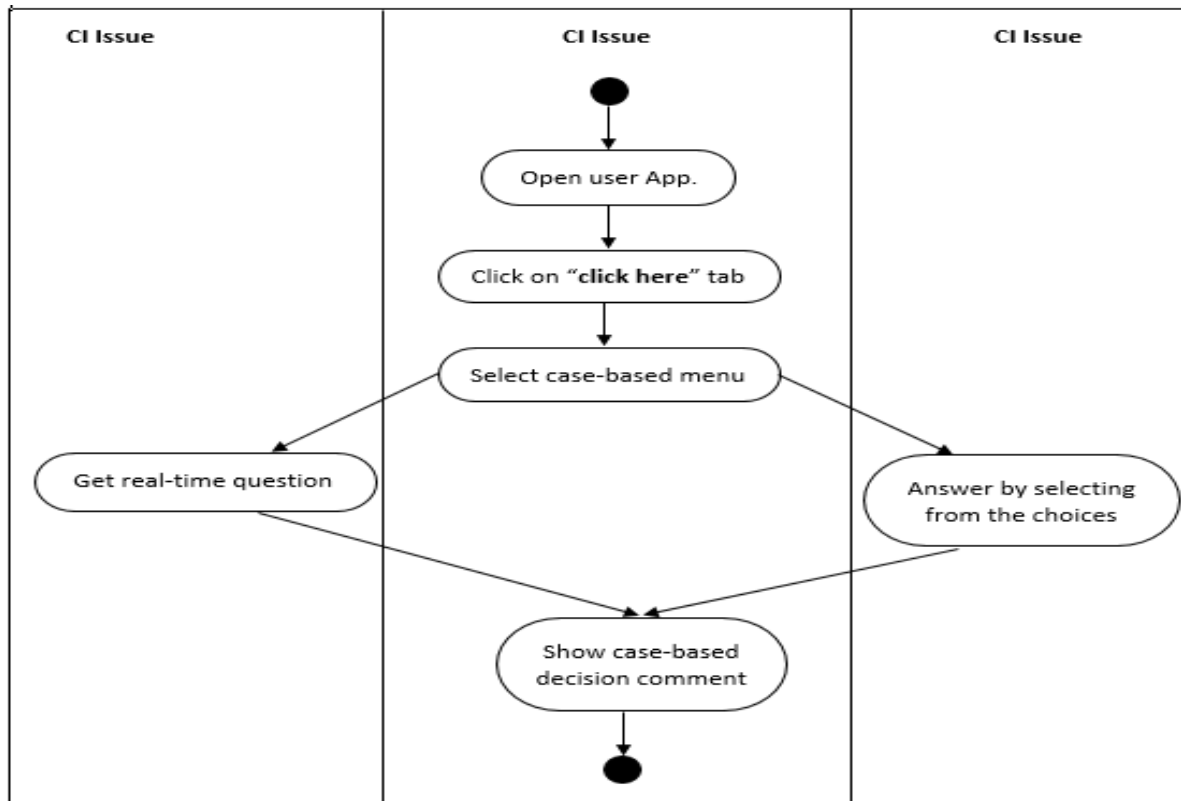 CI Issue
CI Issue
CI Issue
Open user App.
Click on “click here” tab
Select case-based menu
Get real-time question
Answer by selecting
from the choices
Show case-based
decision comment